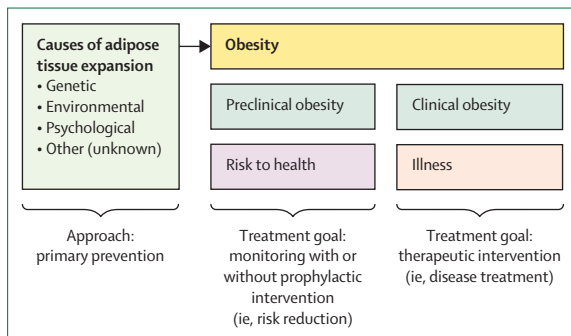 Causes of adipose
tissue expansion
• Genetic
• Environmental
• Psychological
• Other (unknown)
Approach:
primary prevention
Obesity
Preclinical obesity
Clinical obesity
Risk to health
Illness
Treatment goal:
monitoring with or
without prophylactic
intervention
(ie, risk reduction)
Treatment goal:
therapeutic intervention
(ie, disease treatment)